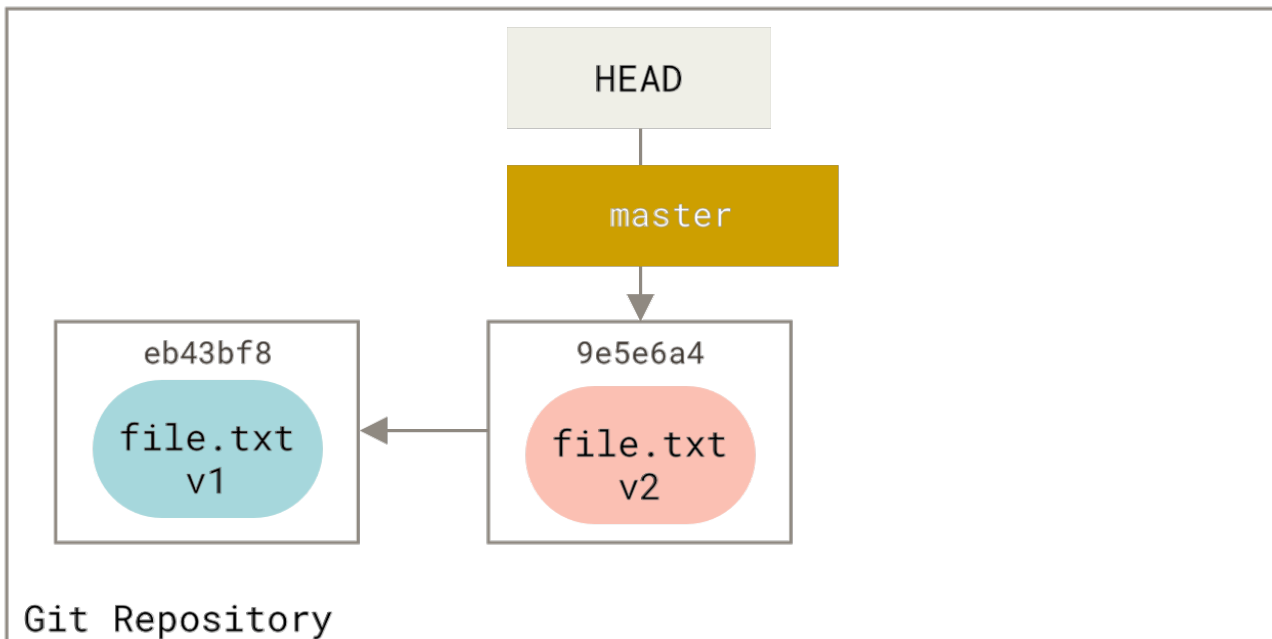 HEAD
master
eb43bf8
file.txt
v1
9e5e6a4
file.txt
v2
Git Repository